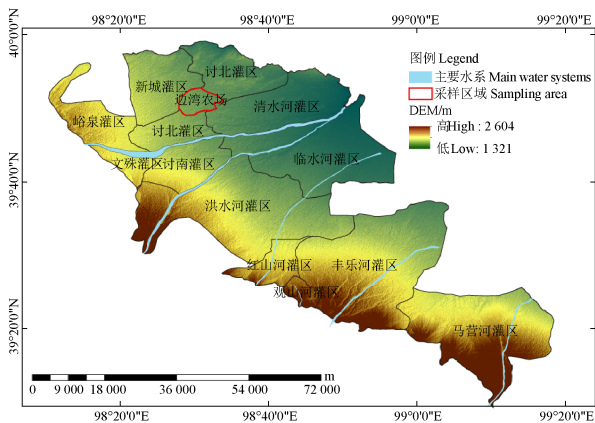 98°20'0"E 98°40'0"E 99°0'0"E 99°20'0"E
40°0'0"N
39°40'0"N
39°20'0"N
图例 Legend
主要水系 Main water systems
采样区域 Sampling area
DEM/m
高High : 2 604
低Low: 1 321
讨北灌区
新城灌区
边湾农场
清水河灌区
峪泉灌区
讨北灌区
临水河灌区
文殊灌区
讨南灌区
洪水河灌区
红山河灌区
丰乐河灌区
观山河灌区
马营河灌区
m
0 9 000 18 000 36 000 54 000 72 000
98°20'0"E 98°40'0"E 99°0'0"E 99°20'0"E